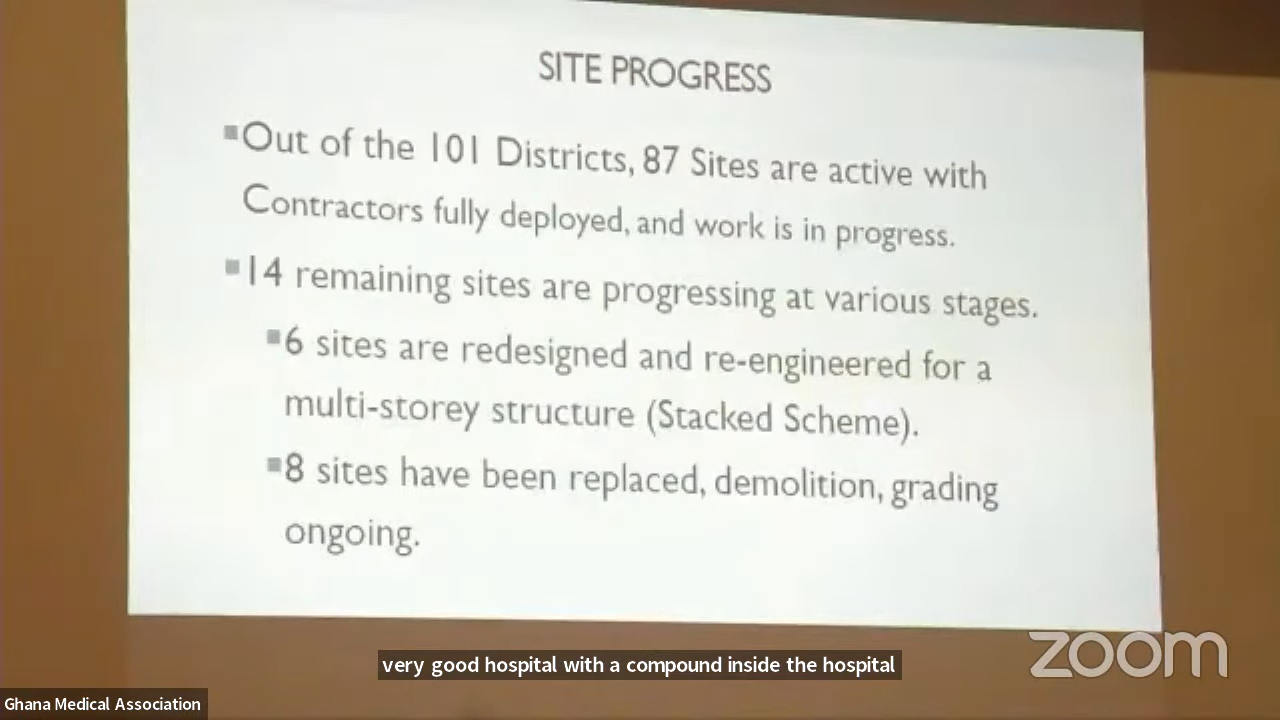 SITE PROGRESS
▪Out of the 101 Districts, 87 Sites are active with
Contractors fully deployed, and work is in progress.
▪14 remaining sites are progressing at various stages.
▪6 sites are redesigned and re-engineered for a
multi-storey structure (Stacked Scheme).
▪8 sites have been replaced, demolition, grading
ongoing.
very good hospital with a compound inside the hospital
zoom
Ghana Medical Association